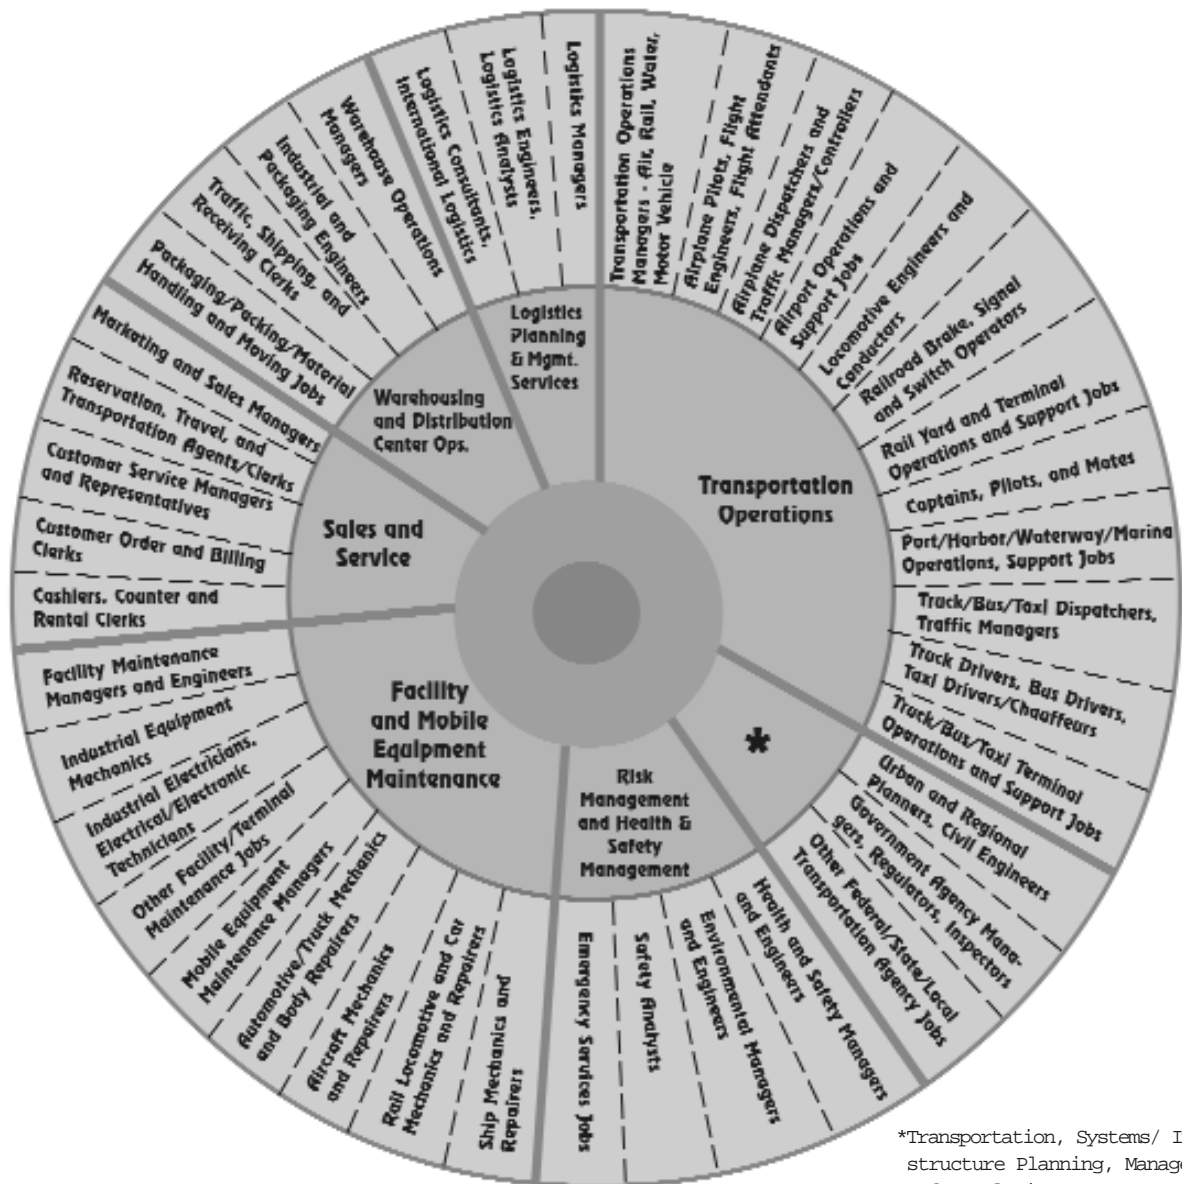 Transportation Operations
Managers - Air, Rail, Water,
Motor Vehicle
Airplane Pilots, Flight
Engineers, Flight Attendants
Airplane Dispatchers and
Traffic Managers/Controllers
Airport Operations and
Support Jobs
Locomotive Engineers and
Conductors
Railroad Brake, Signal
and Switch Operators
Rail Yard and Terminal
Operations and Support Jobs
Captains, Pilots, and Mates
Port/Harbor/Waterway/Marina
Operations, Support Jobs
Truck/Bus/Taxi Dispatchers,
Traffic Managers
Truck Drivers, Bus Drivers,
Taxi Drivers/Chauffeurs
Truck/Bus/Taxi Terminal
Operations and Support Jobs
Urban and Regional
Planners, Civil Engineers
Government Agency Mana-
gers, Regulators, Inspectors
Other Federal/State/Local
Transportation Agency Jobs
Health and Safety Managers
and Engineers
Environmental Managers
and Engineers
Safety Analysts
Emergency Services Jobs
Ship Mechanics and
Repairers
Rail Locomotive and Car
Mechanics and Repairers
Aircraft Mechanics
and Repairers
Automotive/Truck Mechanics
and Body Repairers
Mobile Equipment
Maintenance Managers
Other Facility/Terminal
Maintenance Jobs
Industrial Electricians,
Electrical/Electronic
Technicians
Industrial Equipment
Mechanics
Facility Maintenance
Managers and Engineers
Cashiers, Counter and
Rental Clerks
Customer Order and Billing
Clerks
Customer Service Managers
and Representatives
Reservation, Travel, and
Transportation Agents/Clerks
Marketing and Sales Managers
Packaging/Packing/Material
Handling and Moving Jobs
Traffic, Shipping, and
Receiving Clerks
Industrial and
Packaging Engineers
Warehouse Operations
Managers
Logistics Consultants,
International Logistics
Logistics Engineers,
Logistics Analysts
Logistics Managers
Logistics
Planning
& Mgmt.
Services
Transportation
Operations
*
Risk
Management
and Health &
Safety
Management
Facility
and Mobile
Equipment
Maintenance
Sales and
Service
Warehousing
and Distribution
Center Ops.
*Transportation, Systems/ I
structure Planning, Manage